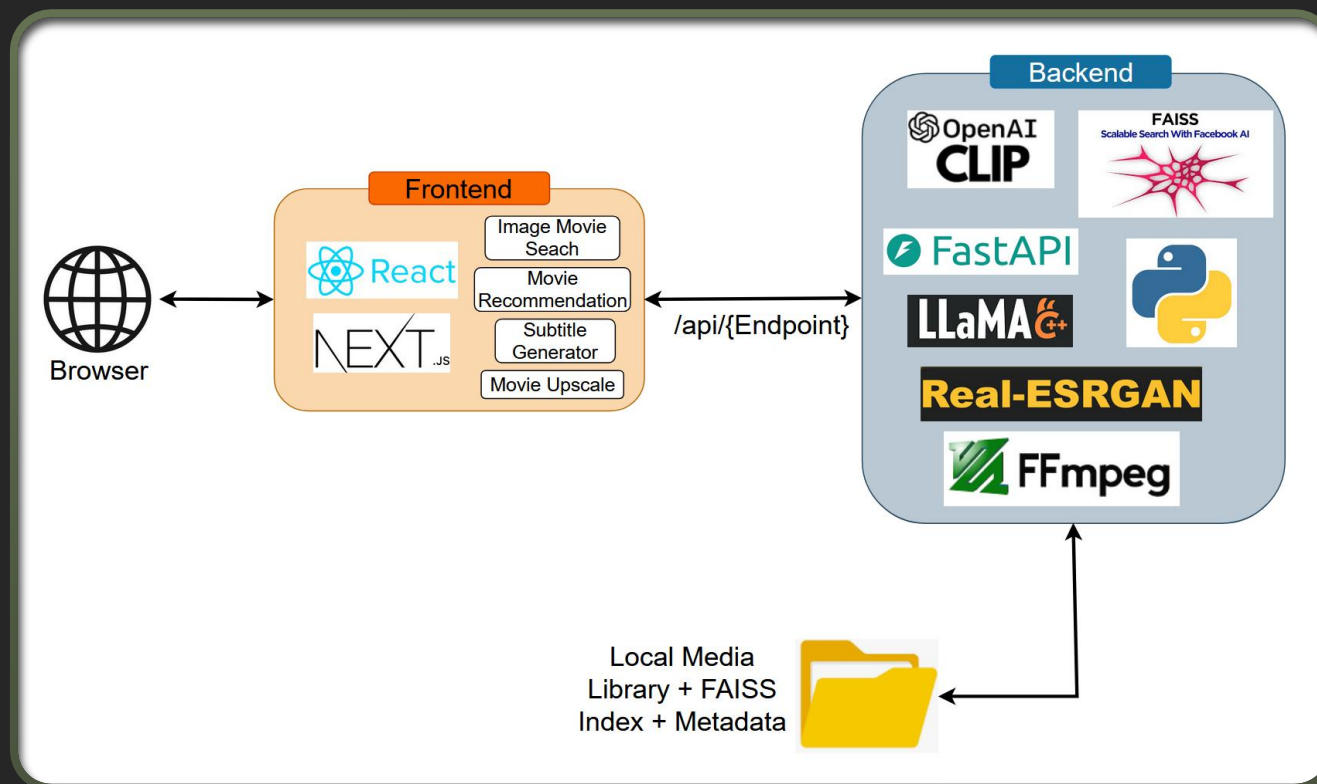 Browser
Frontend
React
NEXT.JS
Image Movie
Seach
Movie
Recommendation
Subtitle
Generator
Movie Upscale
/api/{Endpoint}
Backend
OpenAI
CLIP
FAISS
Scalable Search With Facebook AI
FastAPI
LLaMA C++
Real-ESRGAN
FFmpeg
Local Media
Library + FAISS
Index + Metadata